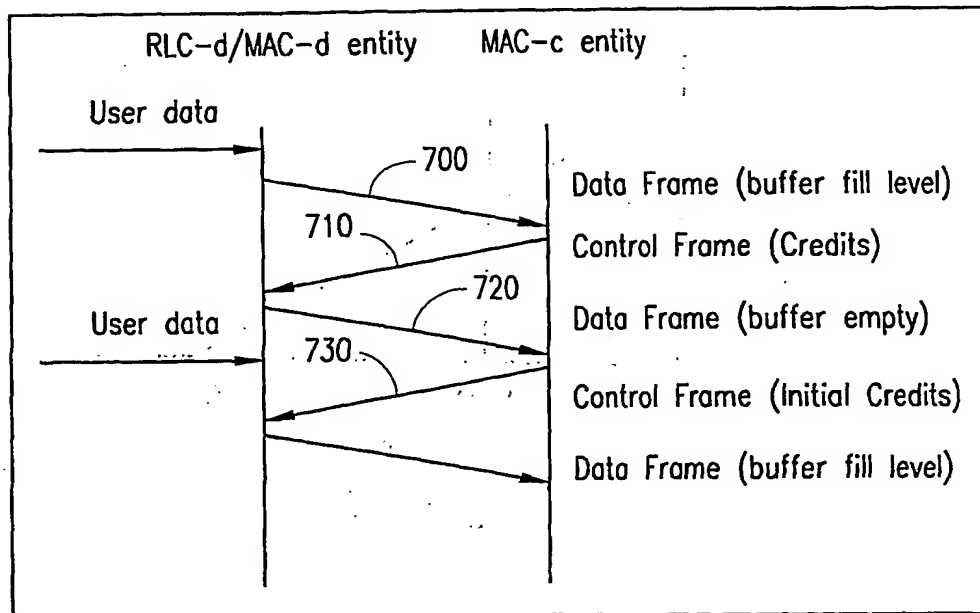 RLC-d/MAC-d entity MAC-c entity
User data
700
Data Frame (buffer fill level)
710
Control Frame (Credits)
720
User data
Data Frame (buffer empty)
730
Control Frame (Initial Credits)
Data Frame (buffer fill level)